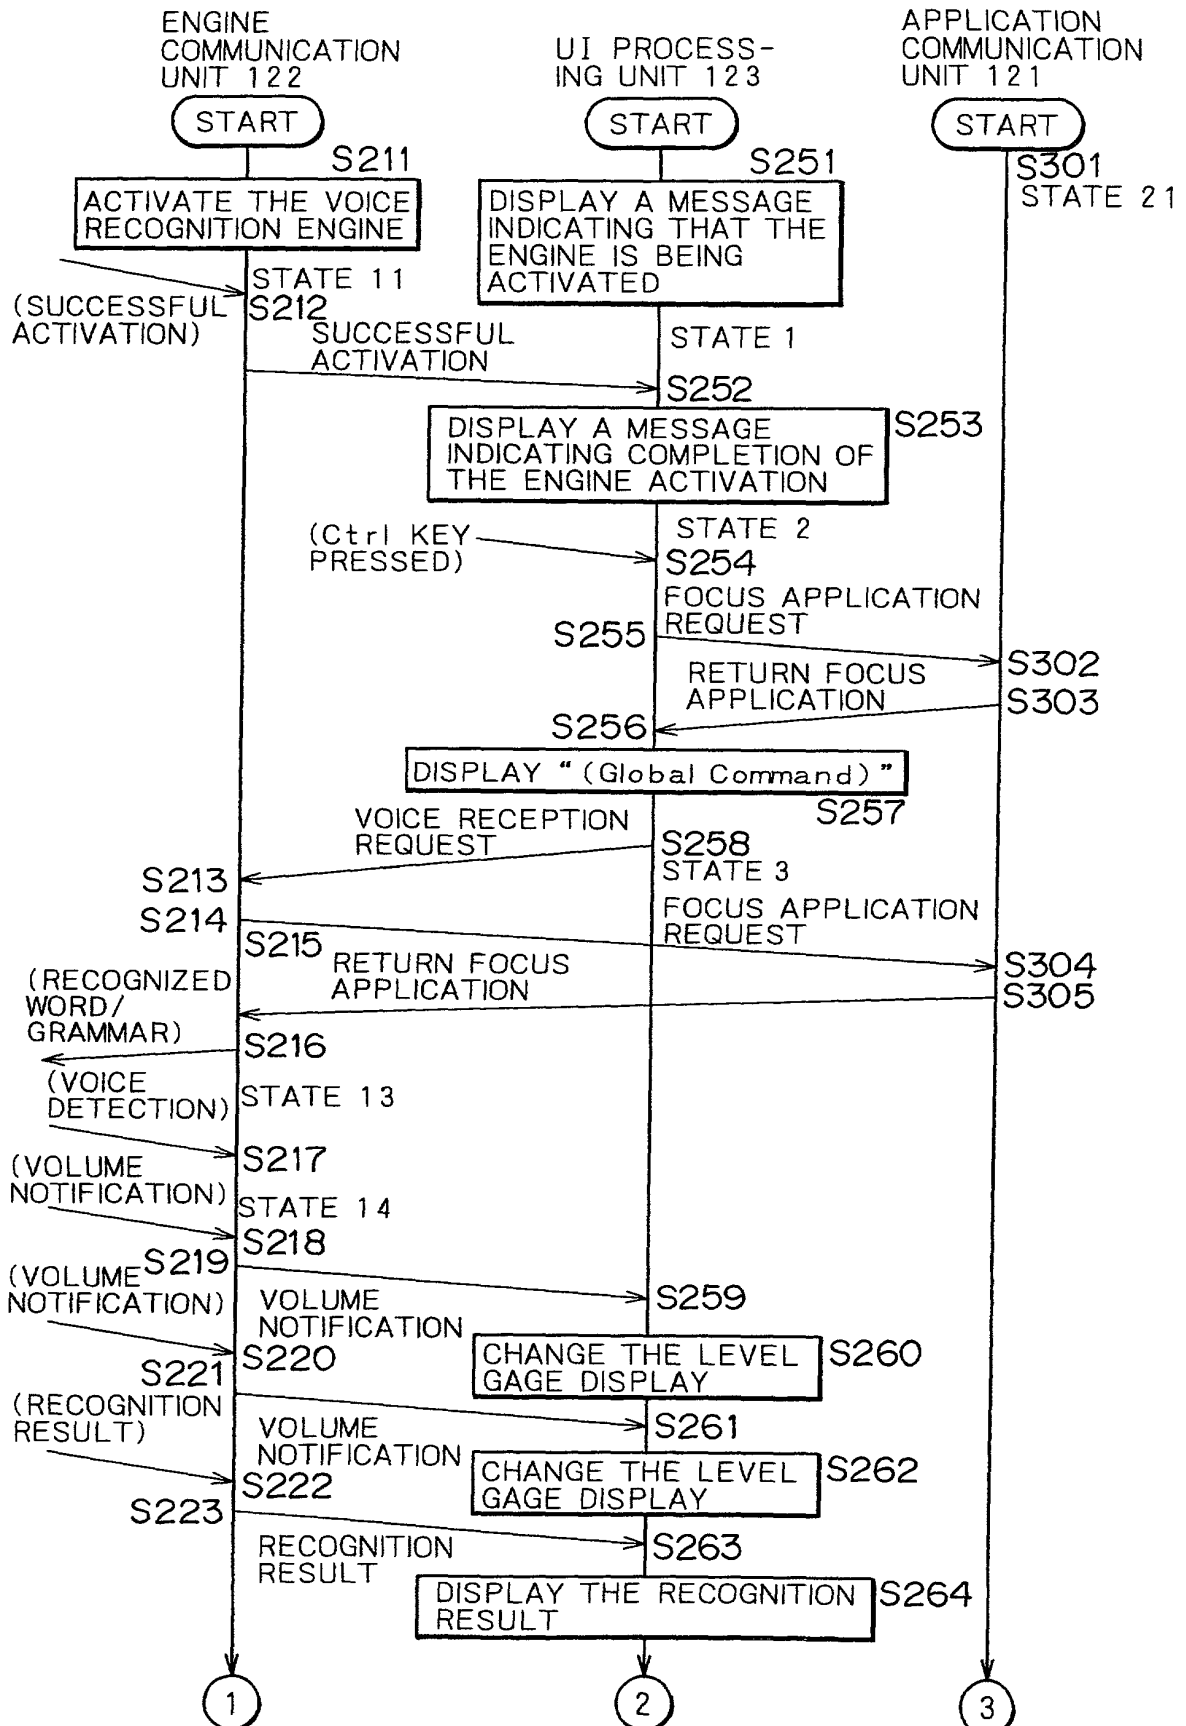 ENGINE
COMMUNICATION
UNIT 122
UI PROCESS-
ING UNIT 123
APPLICATION
COMMUNICATION
UNIT 121
START
START
START
S211
S251
S301
STATE 21
ACTIVATE THE VOICE
RECOGNITION ENGINE
DISPLAY A MESSAGE
INDICATING THAT THE
ENGINE IS BEING
ACTIVATED
STATE 11
(SUCCESSFUL
ACTIVATION)
S212
SUCCESSFUL
ACTIVATION
STATE 1
S252
DISPLAY A MESSAGE
INDICATING COMPLETION OF
THE ENGINE ACTIVATION
S253
STATE 2
(Ctrl KEY
PRESSED)
S254
FOCUS APPLICATION
REQUEST
S255
S302
RETURN FOCUS
APPLICATION
S303
S256
DISPLAY “(Global Command)”
S257
VOICE RECEPTION
REQUEST
S258
STATE 3
S213
S214
FOCUS APPLICATION
REQUEST
S215
S304
RETURN FOCUS
APPLICATION
S305
(RECOGNIZED
WORD/
GRAMMAR)
S216
(VOICE
DETECTION)
STATE 13
S217
(VOLUME
NOTIFICATION)
STATE 14
S218
S219
(VOLUME
NOTIFICATION)
VOLUME
NOTIFICATION
S259
S220
CHANGE THE LEVEL
GAGE DISPLAY
S260
S221
(RECOGNITION
RESULT)
VOLUME
NOTIFICATION
S261
S222
CHANGE THE LEVEL
GAGE DISPLAY
S262
S223
RECOGNITION
RESULT
S263
DISPLAY THE RECOGNITION
RESULT
S264
1
2
3